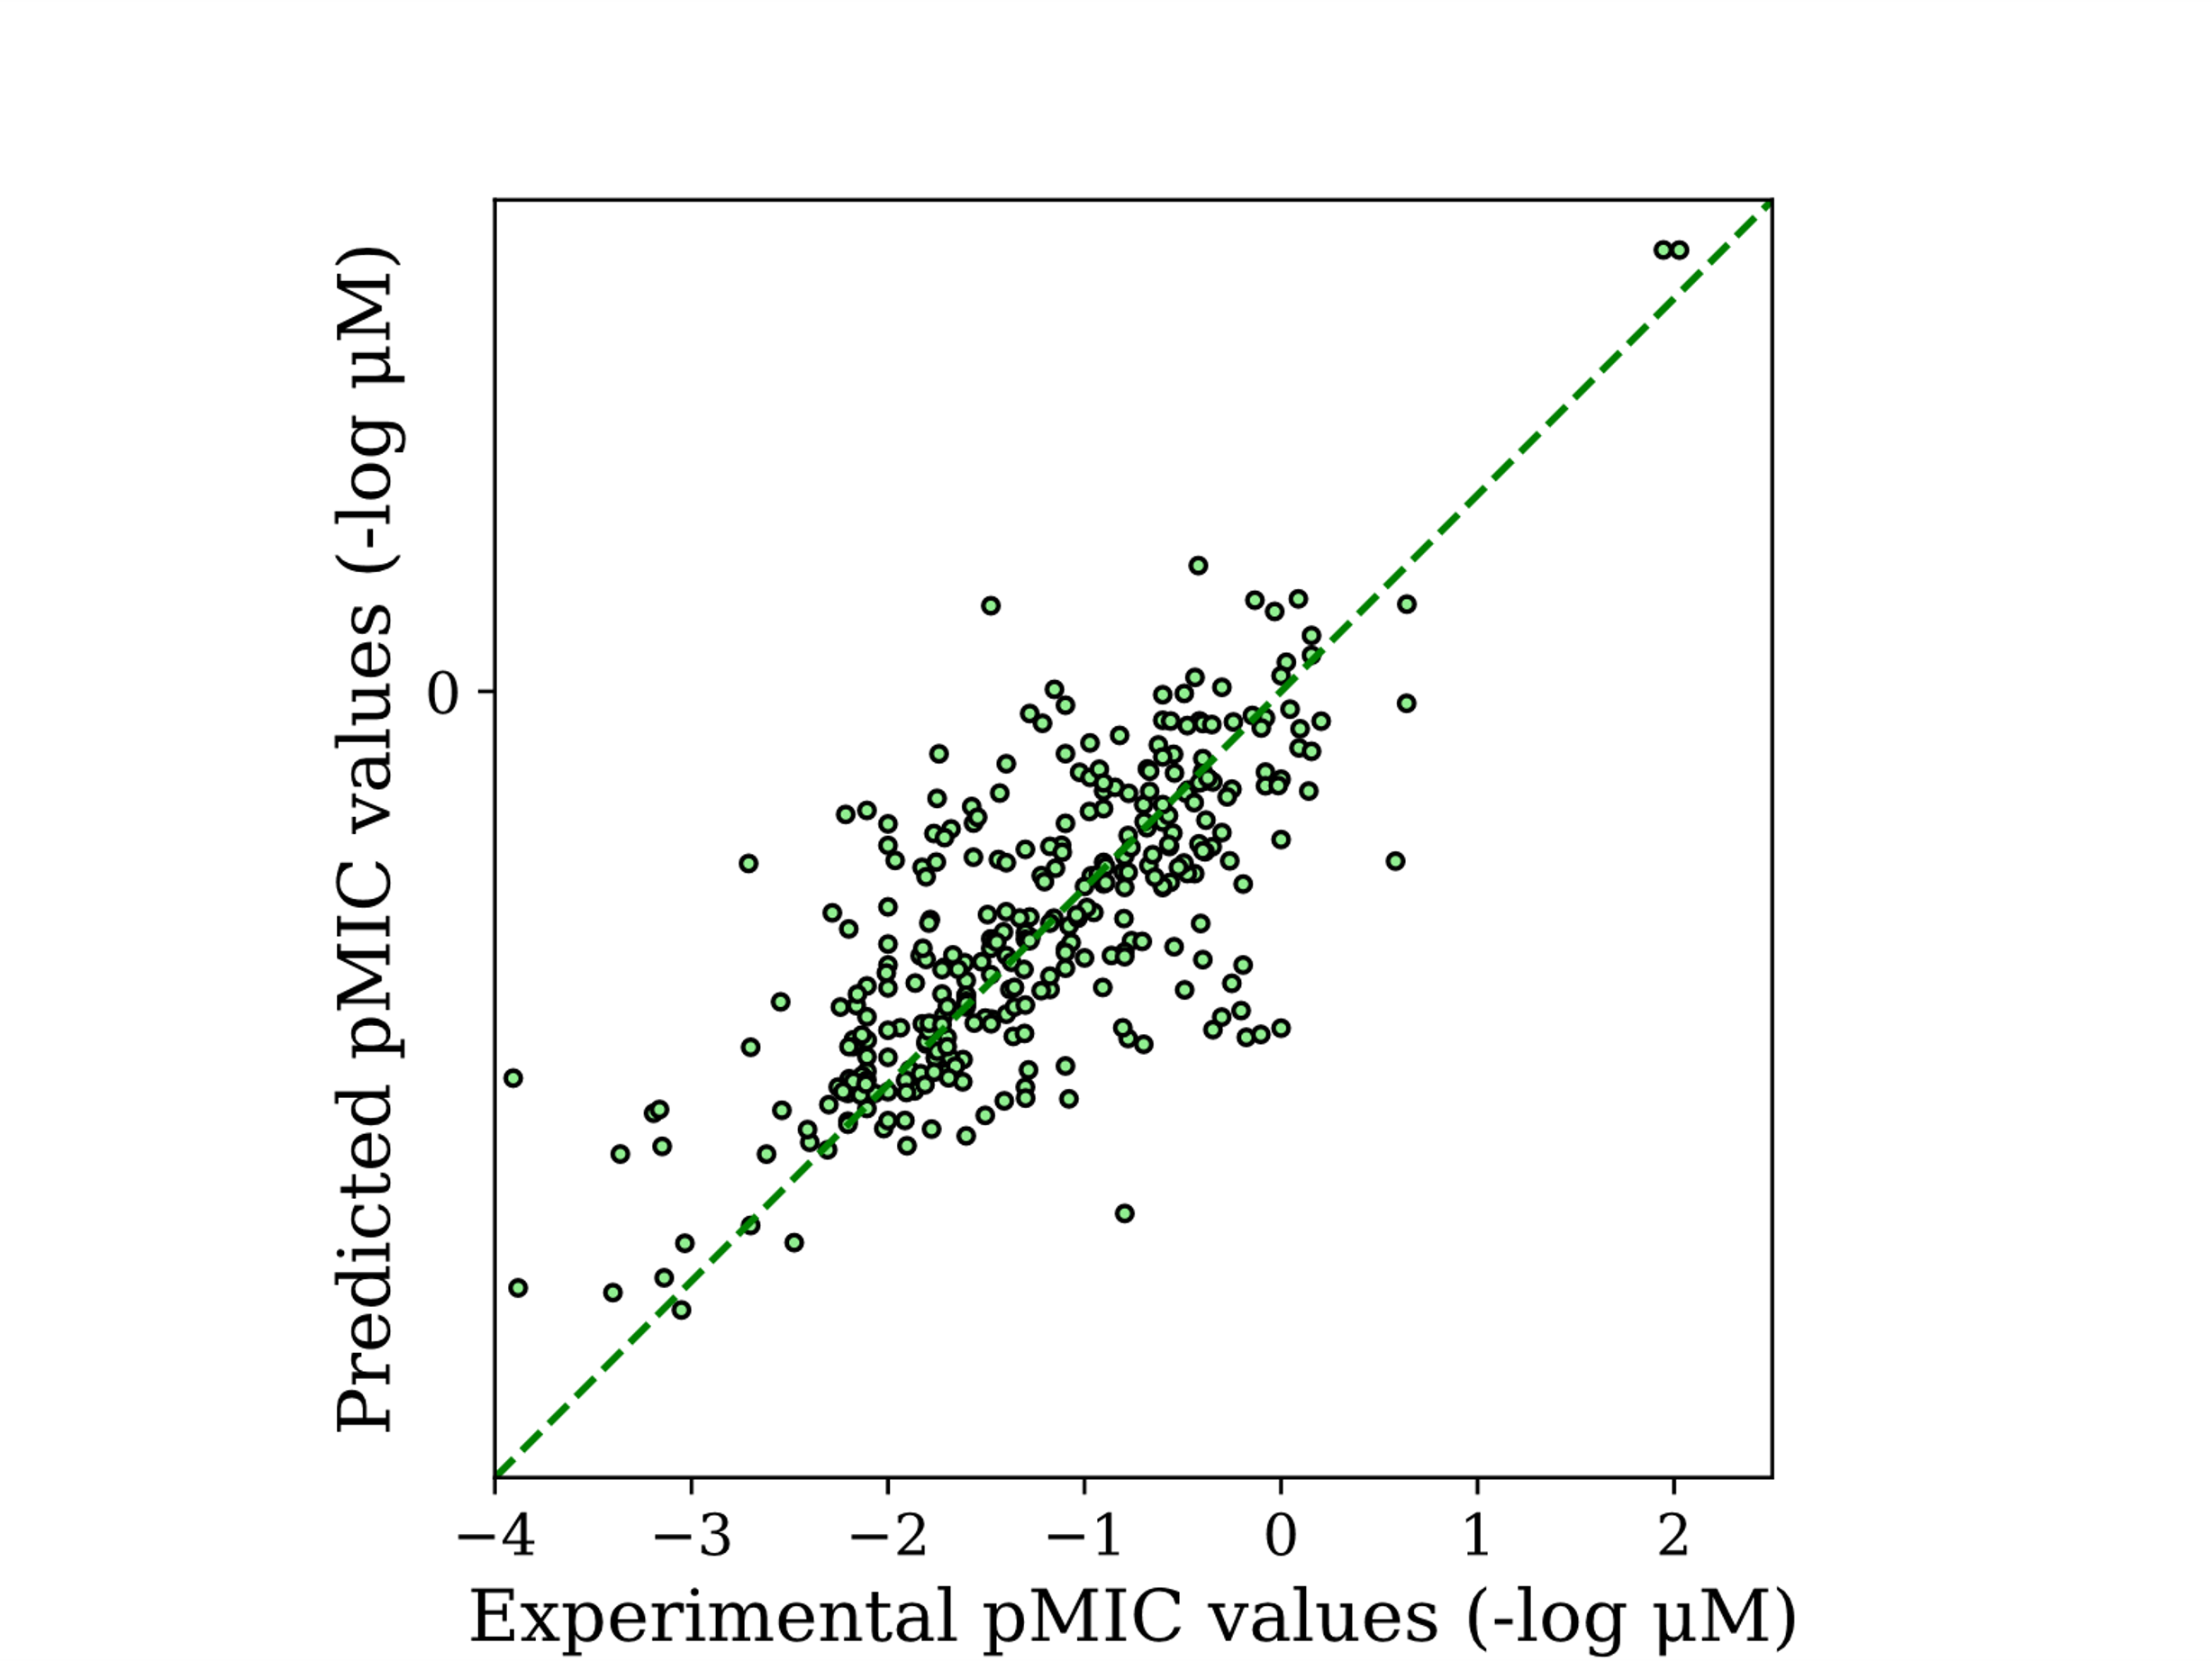 Predicted pMIC values (-log μM)
0
−4 −3 −2 −1 0 1 2
Experimental pMIC values (-log μM)